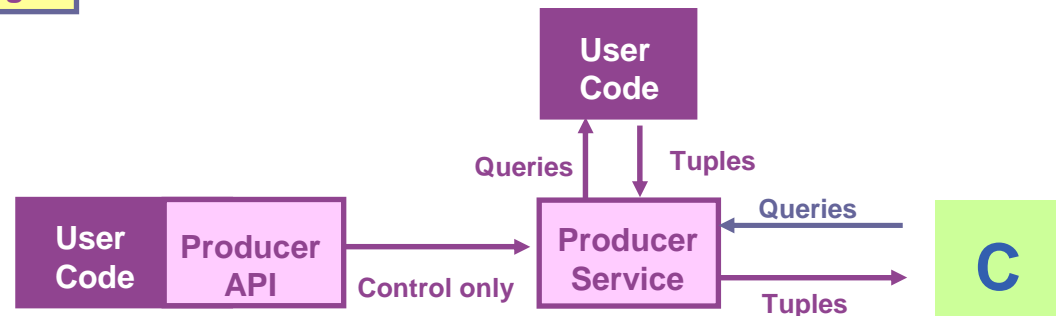 User
Code
Queries
Tuples
Queries
User
Code
Producer
API
Control only
Producer
Service
Tuples
C